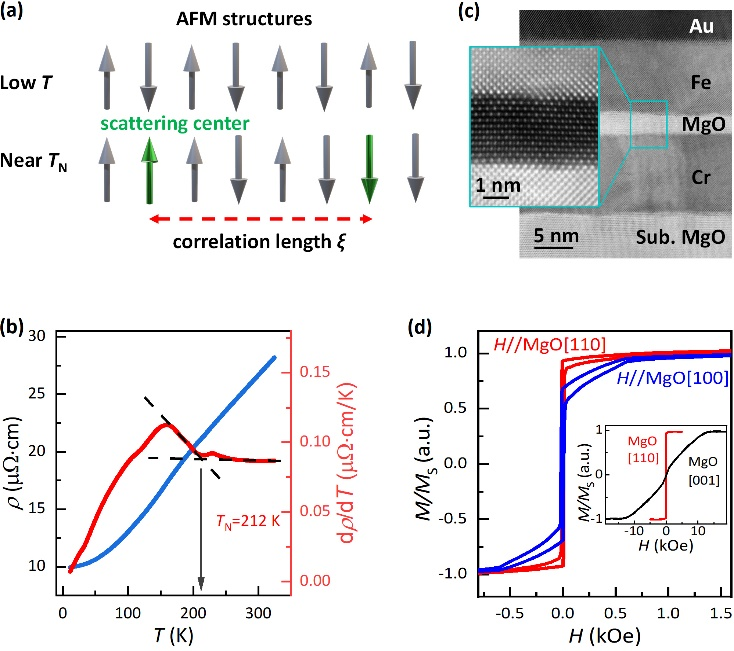 (a)
AFM structures
Low T
scattering center
Near TN
correlation length ξ
(c)
Au
Fe
MgO
Cr
Sub. MgO
1 nm
5 nm
(b)
30
25
20
15
10
ρ (μΩ·cm)
0.15
0.10
0.05
0.00
dρ/dT (μΩ·cm/K)
TN=212 K
0
100
200
300
T (K)
(d)
H//MgO[110]
H//MgO[100]
1.0
0.5
0.0
-0.5
-1.0
M/MS (a.u.)
-0.5
0.0
0.5
1.0
1.5
H (kOe)
MgO
[110]
MgO
[001]
1
0
-1
M/MS (a.u.)
-10
0
10
H (kOe)